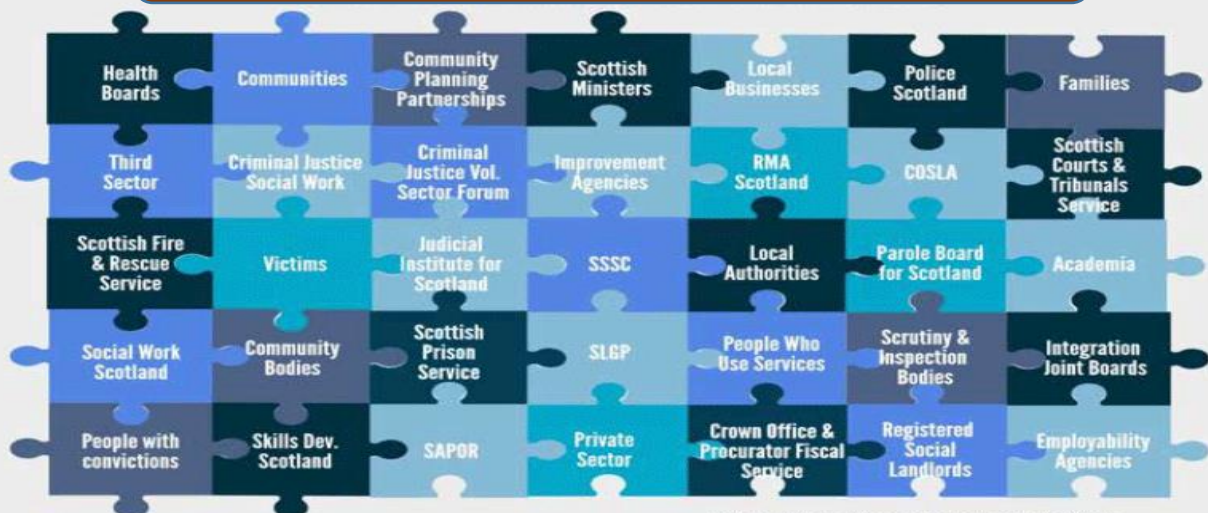 Health
Boards
Communities
Community
Planning
Partnerships
Scottish
Ministers
Local
Businesses
Police
Scotland
Families
Third
Sector
Criminal Justice
Social Work
Criminal
Justice Vol.
Sector Forum
Improvement
Agencies
RMA
Scotland
COSLA
Scottish
Courts &
Tribunals
Service
Scottish Fire
& Rescue
Service
Victims
Judicial
Institute for
Scotland
SSSC
Local
Authorities
Parole Board
for Scotland
Academia
Social Work
Scotland
Community
Bodies
Scottish
Prison
Service
SLGP
People Who
Use Services
Scrutiny &
Inspection
Bodies
Integration
Joint Boards
People with
convictions
Skills Dev.
Scotland
SAPOR
Private
Sector
Crown Office &
Procurator Fiscal
Service
Registered
Social
Landlords
Employability
Agencies